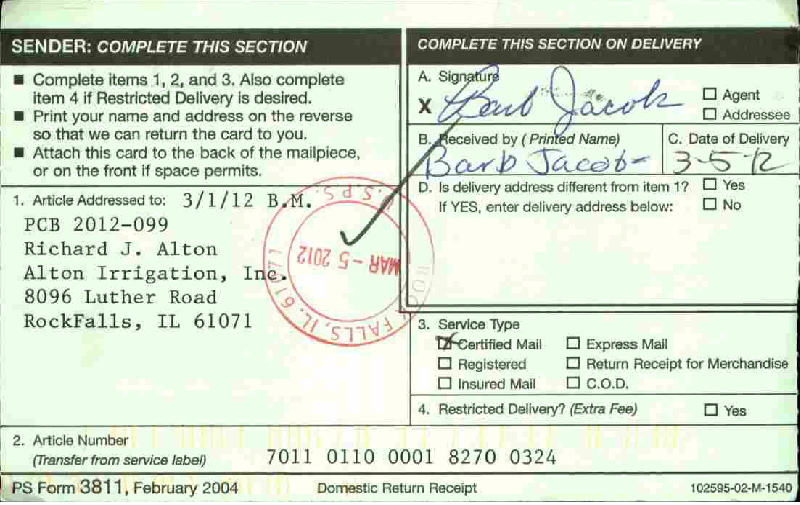 SENDER: COMPLETE THIS SECTION
■ Complete items 1, 2, and 3. Also complete
item 4 if Restricted Delivery is desired.
■ Print your name and address on the reverse
so that we can return the card to you.
■ Attach this card to the back of the mailpiece,
or on the front if space permits.
1. Article Addressed to: 3/1/12 B.M.
PCB 2012-099
Richard J. Alton
Alton Irrigation, Inc.
8096 Luther Road
RockFalls, IL 61071
U.S.P.S.
MAR - 5 2012
ROCK FALLS, IL 61071
COMPLETE THIS SECTION ON DELIVERY
A. Signature
X Barb Jacob
☐ Agent
☐ Addressee
B. Received by (Printed Name)
Barb Jacob
C. Date of Delivery
3-5-12
D. Is delivery address different from item 1? ☐ Yes
If YES, enter delivery address below: ☐ No
3. Service Type
☒ Certified Mail ☐ Express Mail
☐ Registered ☐ Return Receipt for Merchandise
☐ Insured Mail ☐ C.O.D.
4. Restricted Delivery? (Extra Fee) ☐ Yes
2. Article Number
(Transfer from service label) 7011 0110 0001 8270 0324
PS Form 3811, February 2004 Domestic Return Receipt 102595-02-M-1540